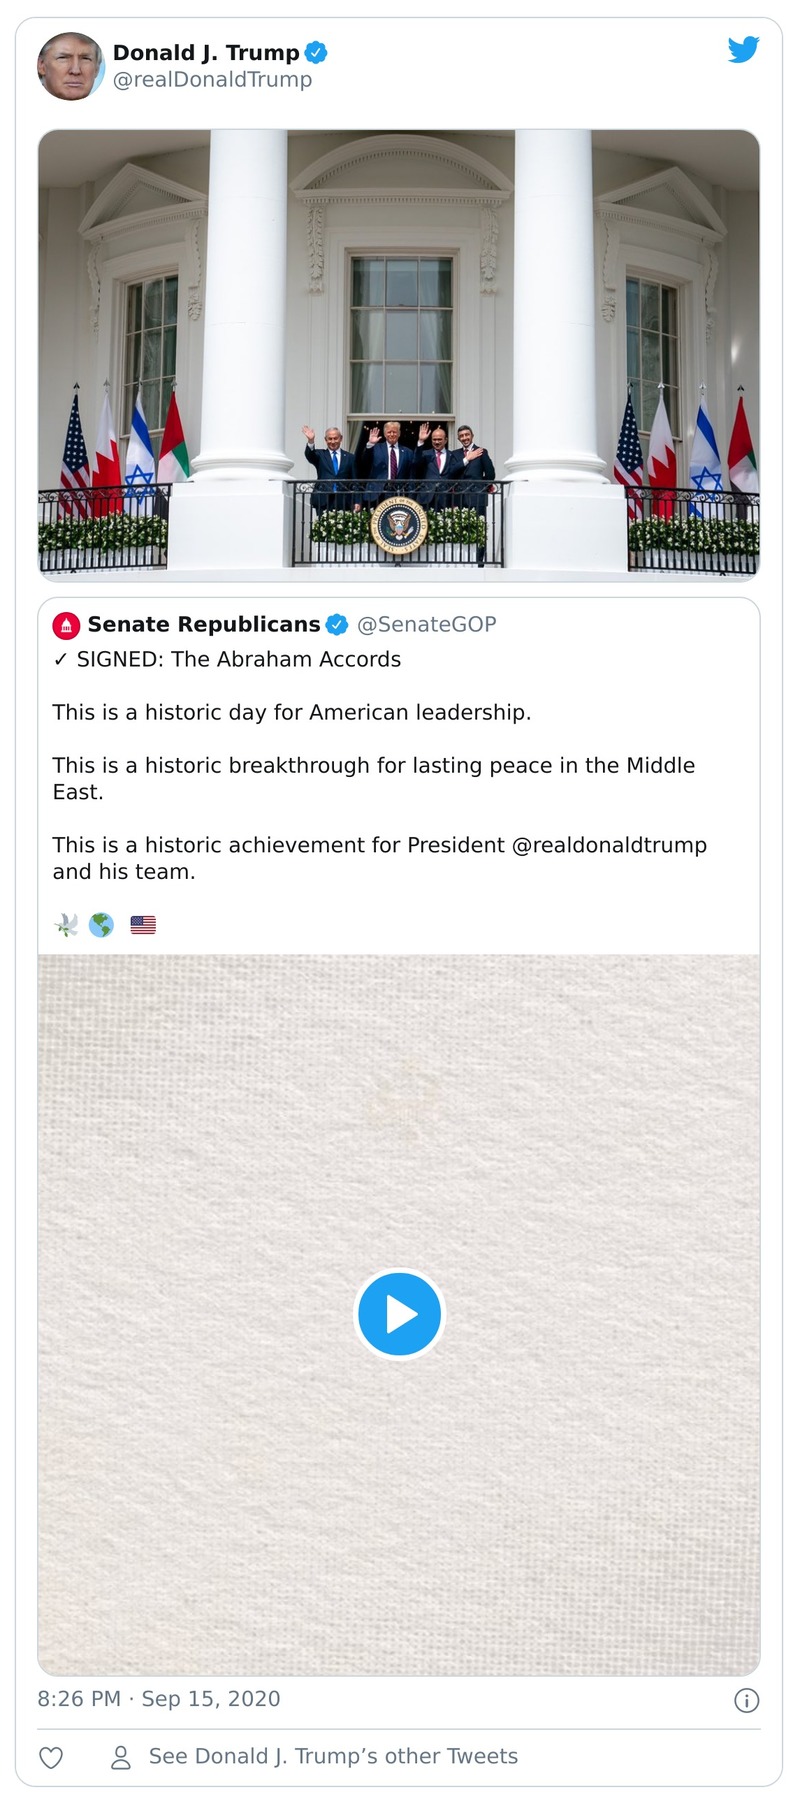 Donald J. Trump
@realDonaldTrump
Senate Republicans @SenateGOP
✓ SIGNED: The Abraham Accords
This is a historic day for American leadership.
This is a historic breakthrough for lasting peace in the Middle
East.
This is a historic achievement for President @realdonaldtrump
and his team.
8:26 PM · Sep 15, 2020
See Donald J. Trump’s other Tweets